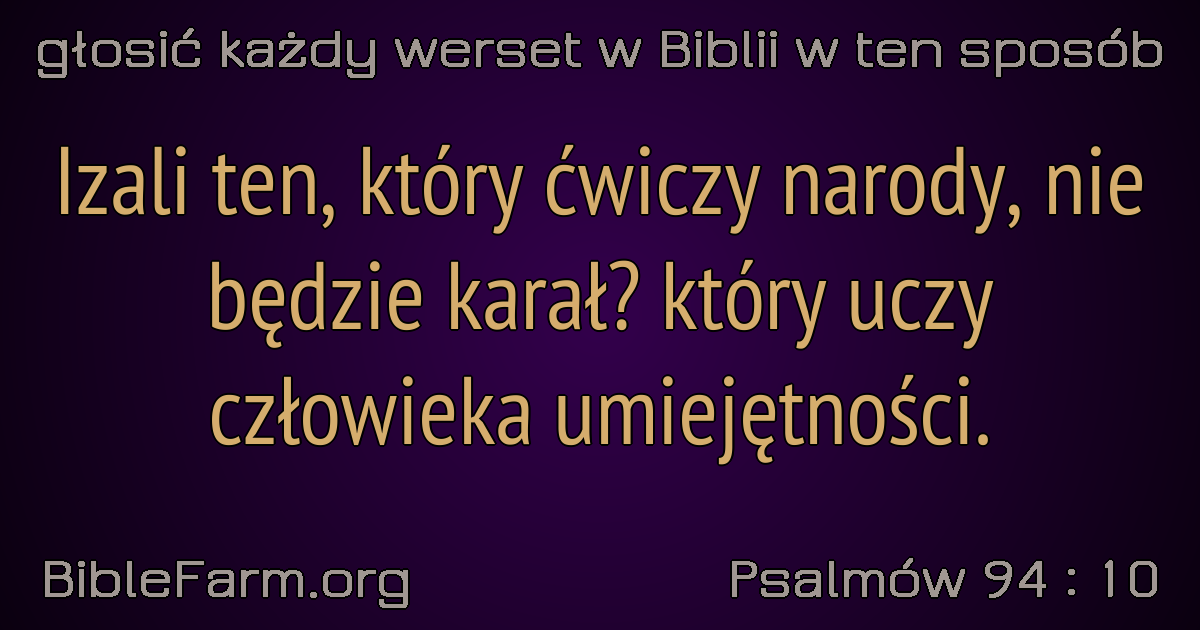 głosić każdy werset w Biblii w ten sposób
Izali ten, który ćwiczy narody, nie
będzie karał? który uczy
człowieka umiejętności.
BibleFarm.org
Psalmów 94 : 10